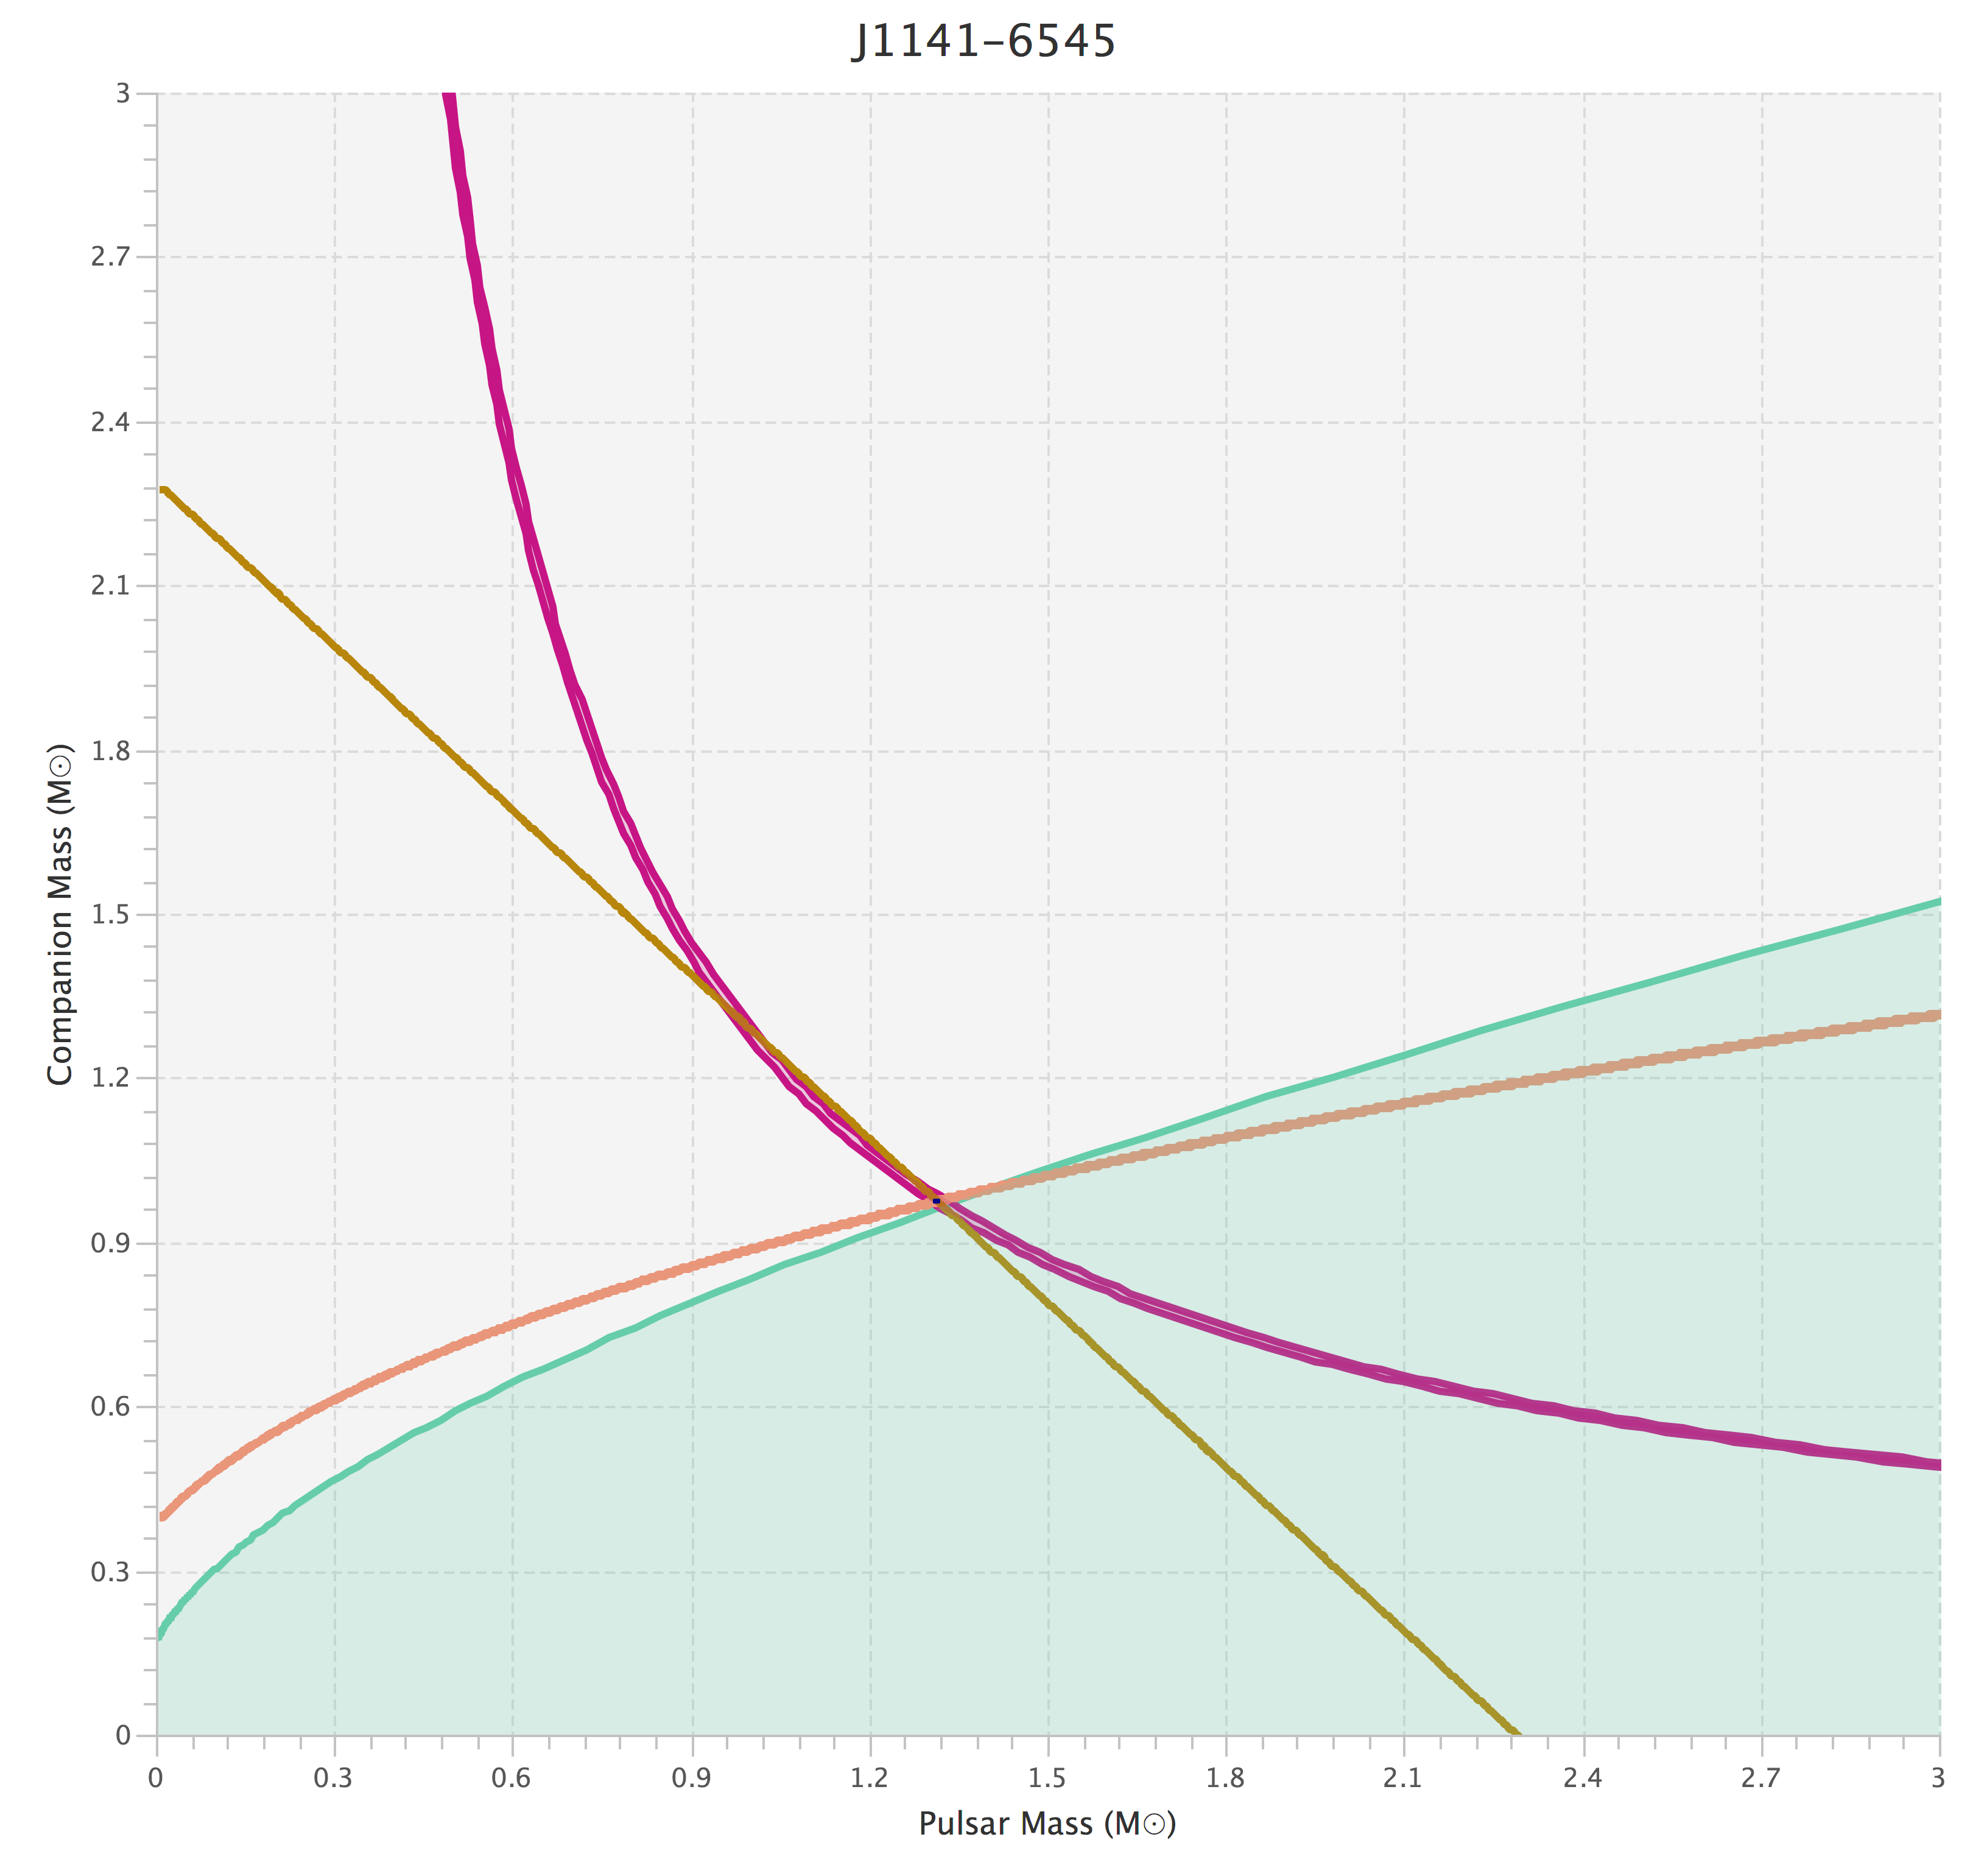 J1141–6545
3
2.7
2.4
2.1
1.8
1.5
1.2
0.9
0.6
0.3
0
Companion Mass (M☉)
0 0.3 0.6 0.9 1.2 1.5 1.8 2.1 2.4 2.7 3
Pulsar Mass (M☉)